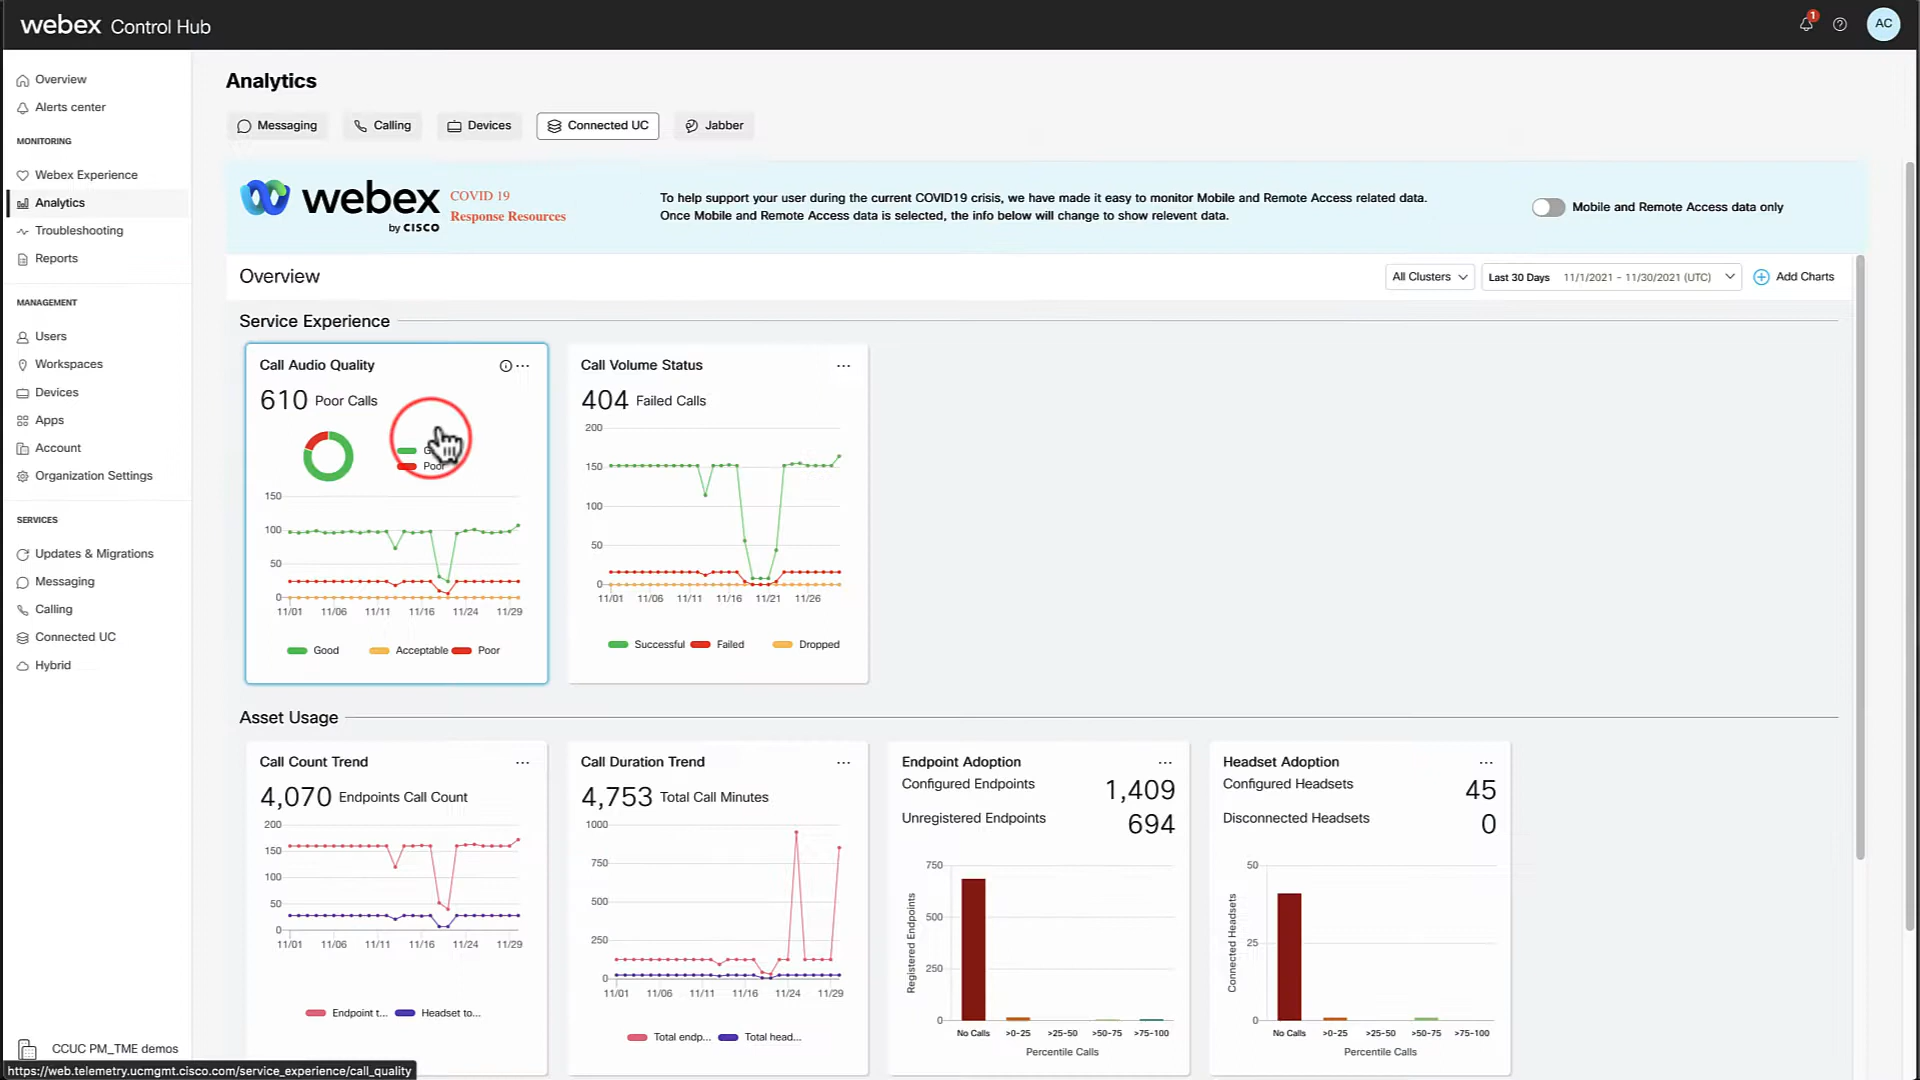 webex Control Hub
1
AC
Overview
Alerts center
MONITORING
Webex Experience
Analytics
Troubleshooting
Reports
MANAGEMENT
Users
Workspaces
Devices
Apps
Account
Organization Settings
SERVICES
Updates & Migrations
Messaging
Calling
Connected UC
Hybrid
CCUC PM_TME demos
https://web.telemetry.ucmgmt.cisco.com/service_experience/call_quality
Analytics
Messaging
Calling
Devices
Connected UC
Jabber
webex
by CISCO
COVID 19
Response Resources
To help support your user during the current COVID19 crisis, we have made it easy to monitor Mobile and Remote Access related data.
Once Mobile and Remote Access data is selected, the info below will change to show relevent data.
Mobile and Remote Access data only
Overview
All Clusters
Last 30 Days 11/1/2021 - 11/30/2021 (UTC)
Add Charts
Service Experience
Call Audio Quality
610 Poor Calls
Poor
150
100
50
0
11/01 11/06 11/11 11/16 11/24 11/29
Good Acceptable Poor
Call Volume Status
404 Failed Calls
200
150
100
50
0
11/01 11/06 11/11 11/16 11/21 11/26
Successful Failed Dropped
Asset Usage
Call Count Trend
4,070 Endpoints Call Count
200
150
100
50
0
11/01 11/06 11/11 11/16 11/24 11/29
Endpoint t... Headset to...
Call Duration Trend
4,753 Total Call Minutes
1000
750
500
250
0
11/01 11/06 11/11 11/16 11/24 11/29
Total endp... Total head...
Endpoint Adoption
Configured Endpoints 1,409
Unregistered Endpoints 694
Registered Endpoints
750
500
250
0
No Calls >0-25 >25-50 >50-75 >75-100
Percentile Calls
Headset Adoption
Configured Headsets 45
Disconnected Headsets 0
Connected Headsets
50
25
0
No Calls >0-25 >25-50 >50-75 >75-100
Percentile Calls